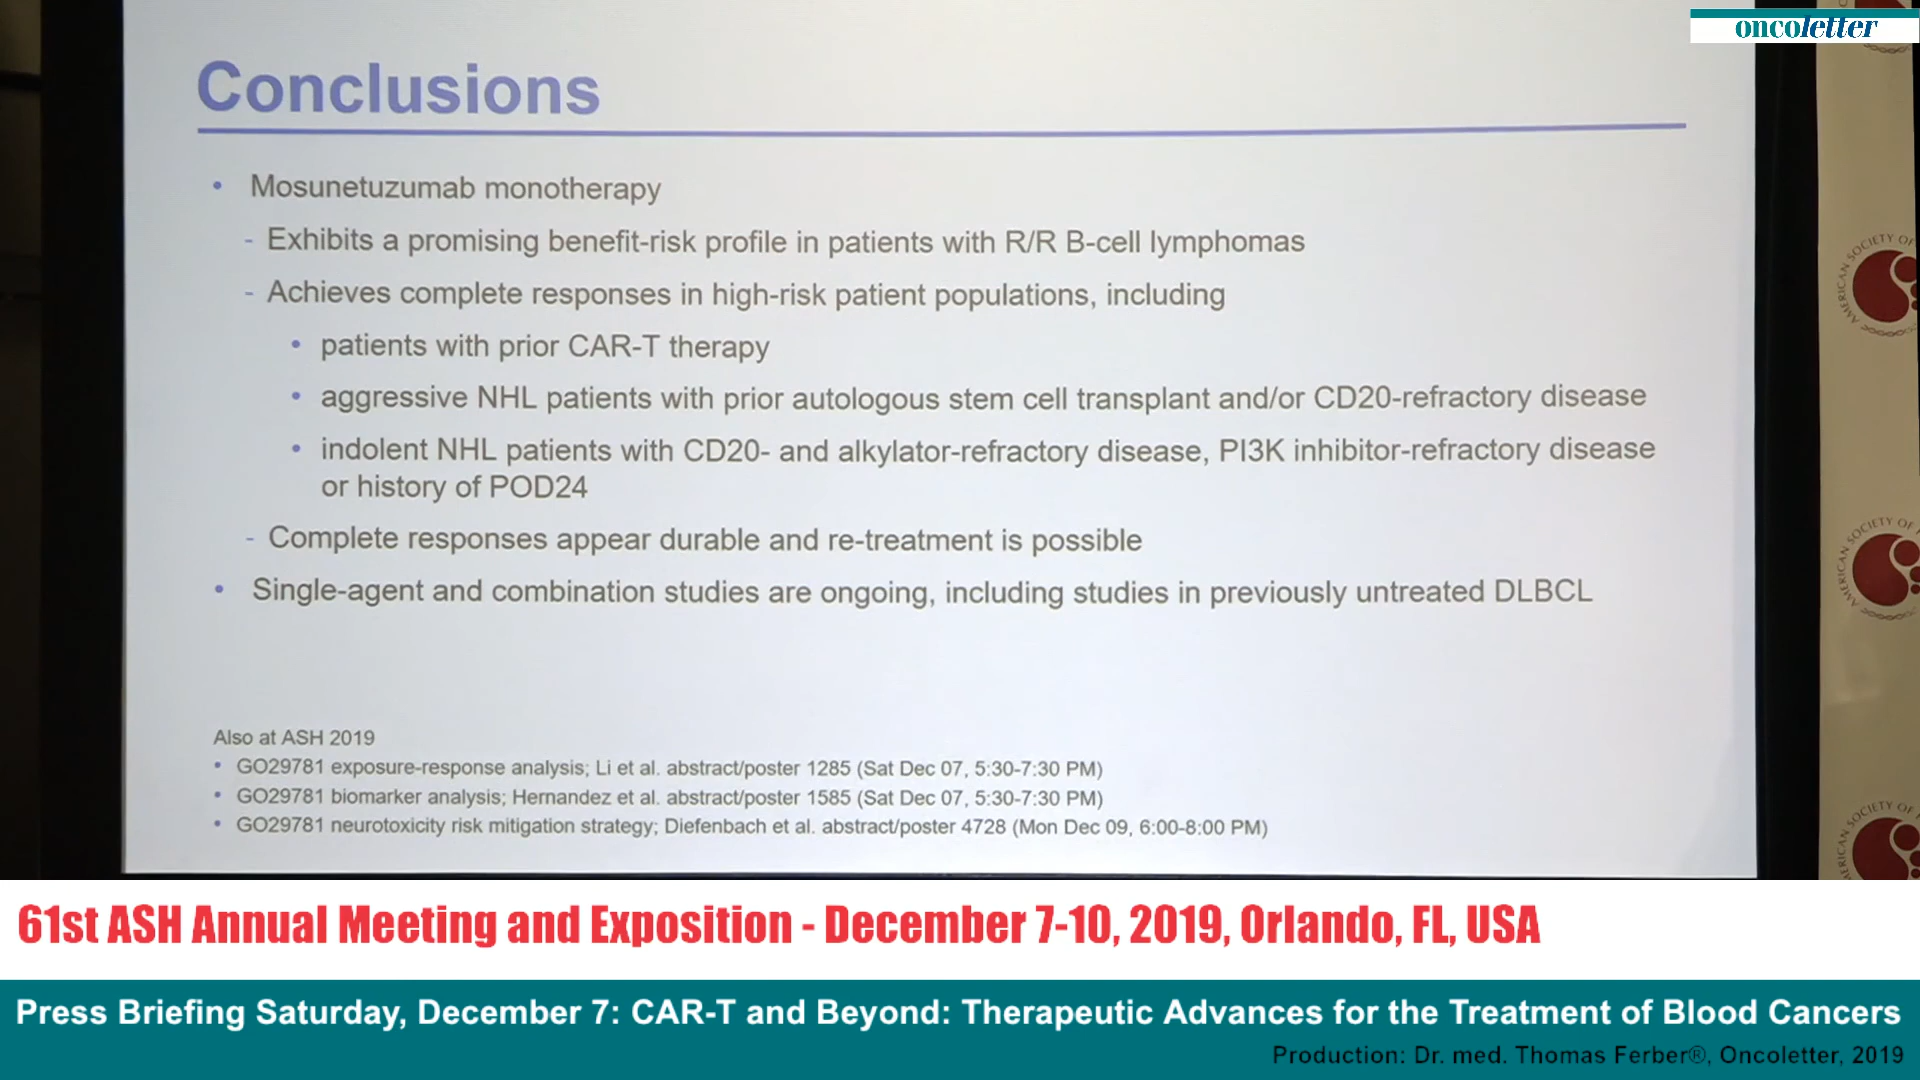 oncoletter
Conclusions
• Mosunetuzumab monotherapy
- Exhibits a promising benefit-risk profile in patients with R/R B-cell lymphomas
- Achieves complete responses in high-risk patient populations, including
• patients with prior CAR-T therapy
• aggressive NHL patients with prior autologous stem cell transplant and/or CD20-refractory disease
• indolent NHL patients with CD20- and alkylator-refractory disease, PI3K inhibitor-refractory disease
or history of POD24
- Complete responses appear durable and re-treatment is possible
• Single-agent and combination studies are ongoing, including studies in previously untreated DLBCL
Also at ASH 2019
• GO29781 exposure-response analysis; Li et al. abstract/poster 1285 (Sat Dec 07, 5:30-7:30 PM)
• GO29781 biomarker analysis; Hernandez et al. abstract/poster 1585 (Sat Dec 07, 5:30-7:30 PM)
• GO29781 neurotoxicity risk mitigation strategy; Diefenbach et al. abstract/poster 4728 (Mon Dec 09, 6:00-8:00 PM)
AMERICAN SOCIETY OF
AMERICAN SOCIETY OF
AMERICAN SOCIETY OF
61st ASH Annual Meeting and Exposition - December 7-10, 2019, Orlando, FL, USA
Press Briefing Saturday, December 7: CAR-T and Beyond: Therapeutic Advances for the Treatment of Blood Cancers
Production: Dr. med. Thomas Ferber®, Oncoletter, 2019